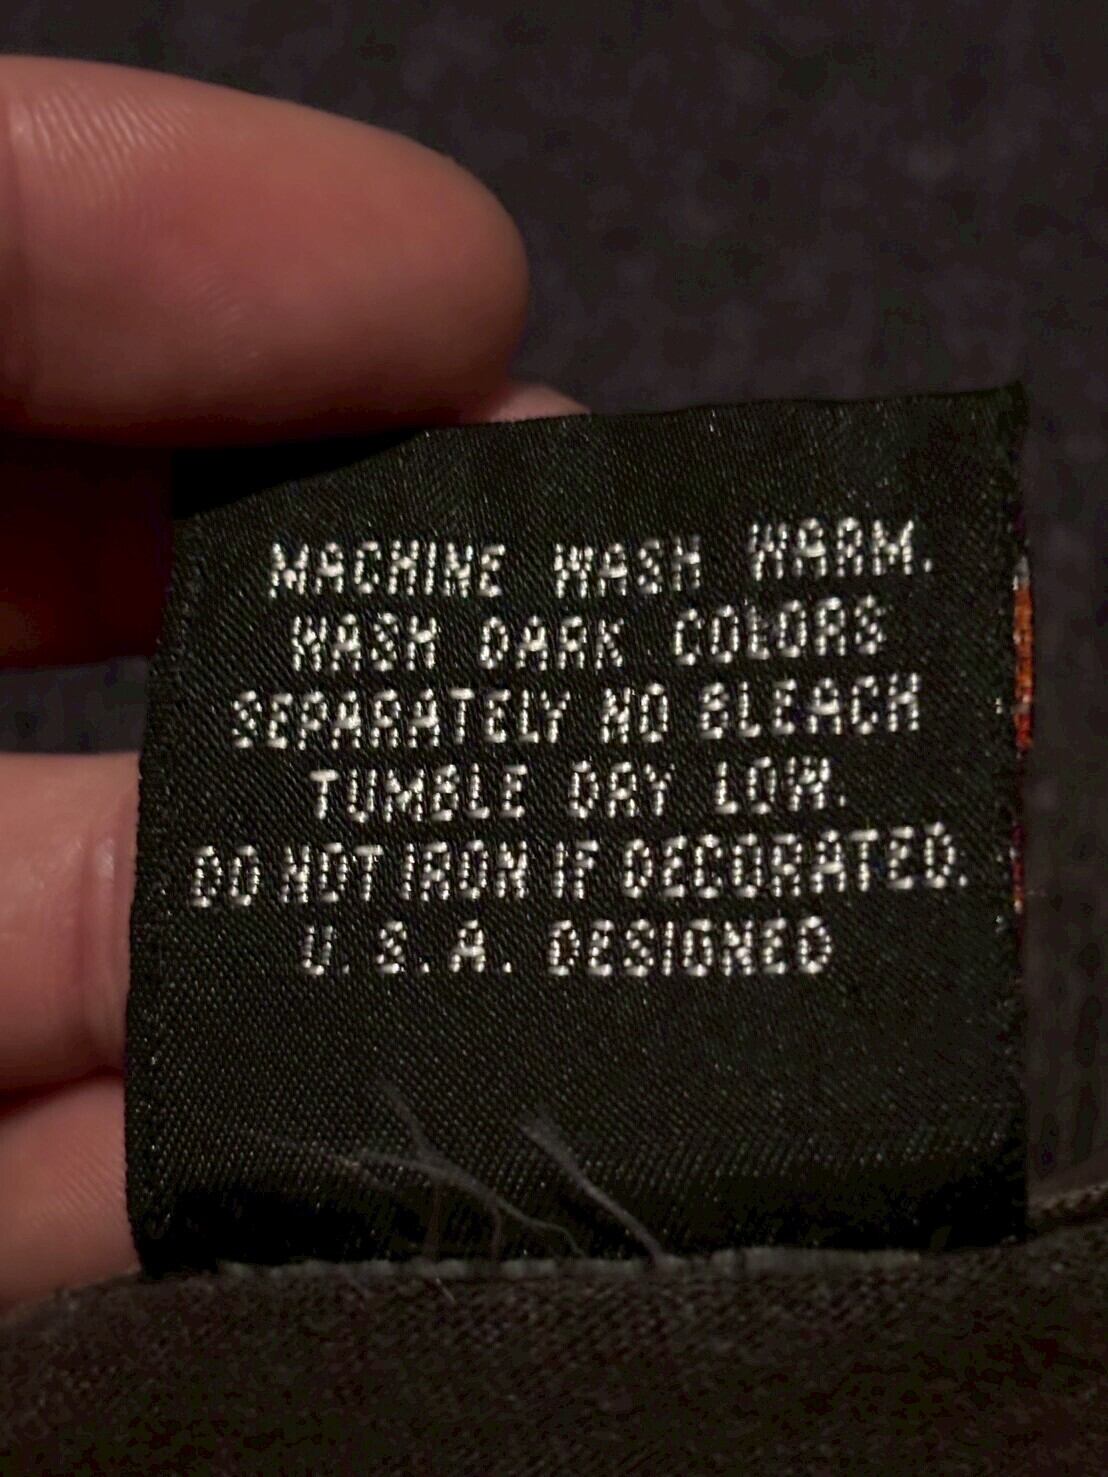 MACHINE WASH WARM.
WASH DARK COLORS
SEPARATELY NO BLEACH
TUMBLE DRY LOW.
DO NOT IRON IF DECORATED.
U.S.A. DESIGNED